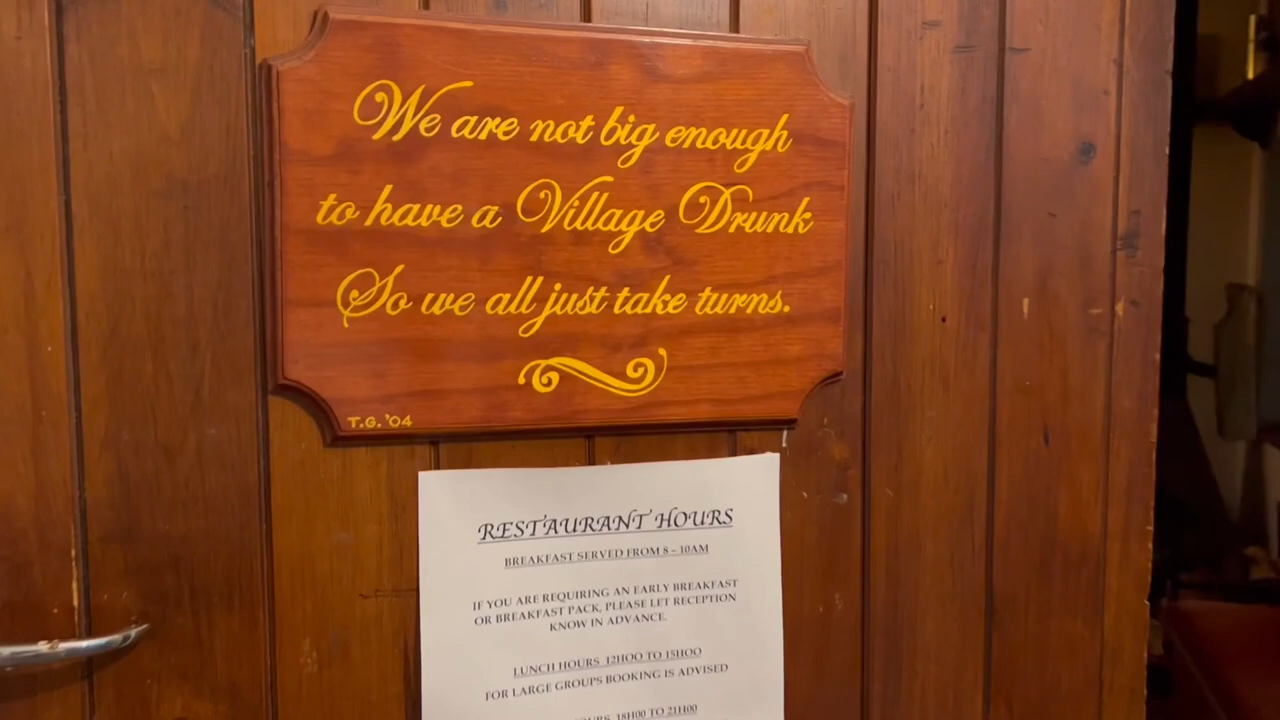 We are not big enough
to have a Village Drunk
So we all just take turns.
T.G. '04
RESTAURANT HOURS
BREAKFAST SERVED FROM 8 – 10AM
IF YOU ARE REQUIRING AN EARLY BREAKFAST
OR BREAKFAST PACK, PLEASE LET RECEPTION
KNOW IN ADVANCE.
LUNCH HOURS 12HOO TO 15HOO
FOR LARGE GROUPS BOOKING IS ADVISED
18H00 TO 21H00